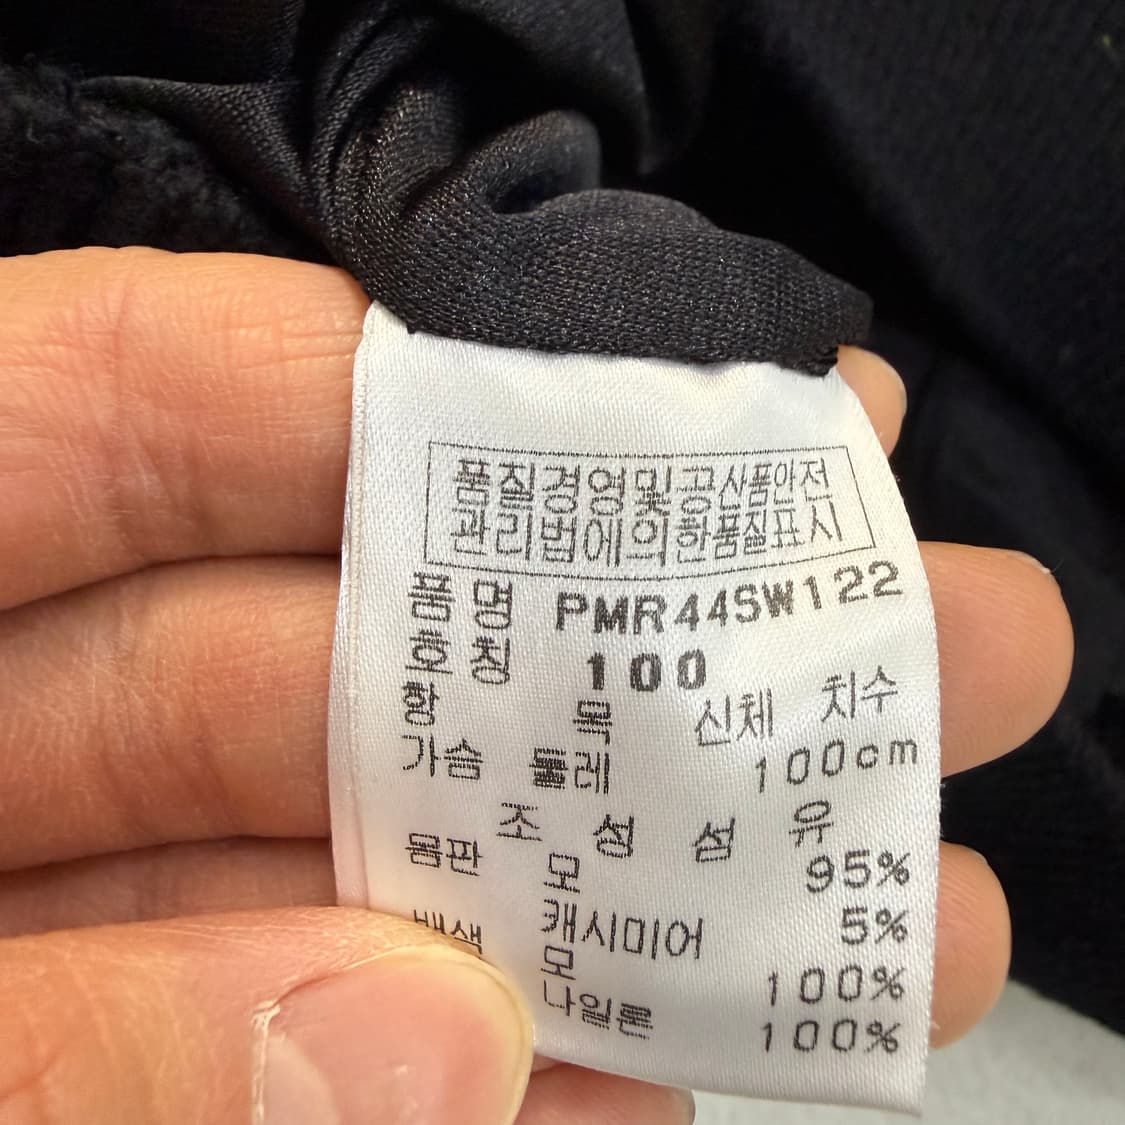 품질경영및공산품안전
관리법에의한품질표시
품명 PMR44SW122
호칭 100
항 목 신체 치수
가슴 둘레 100cm
조 성 섬 유
몸판 모 95%
캐시미어 5%
배색 모 100%
나일론 100%